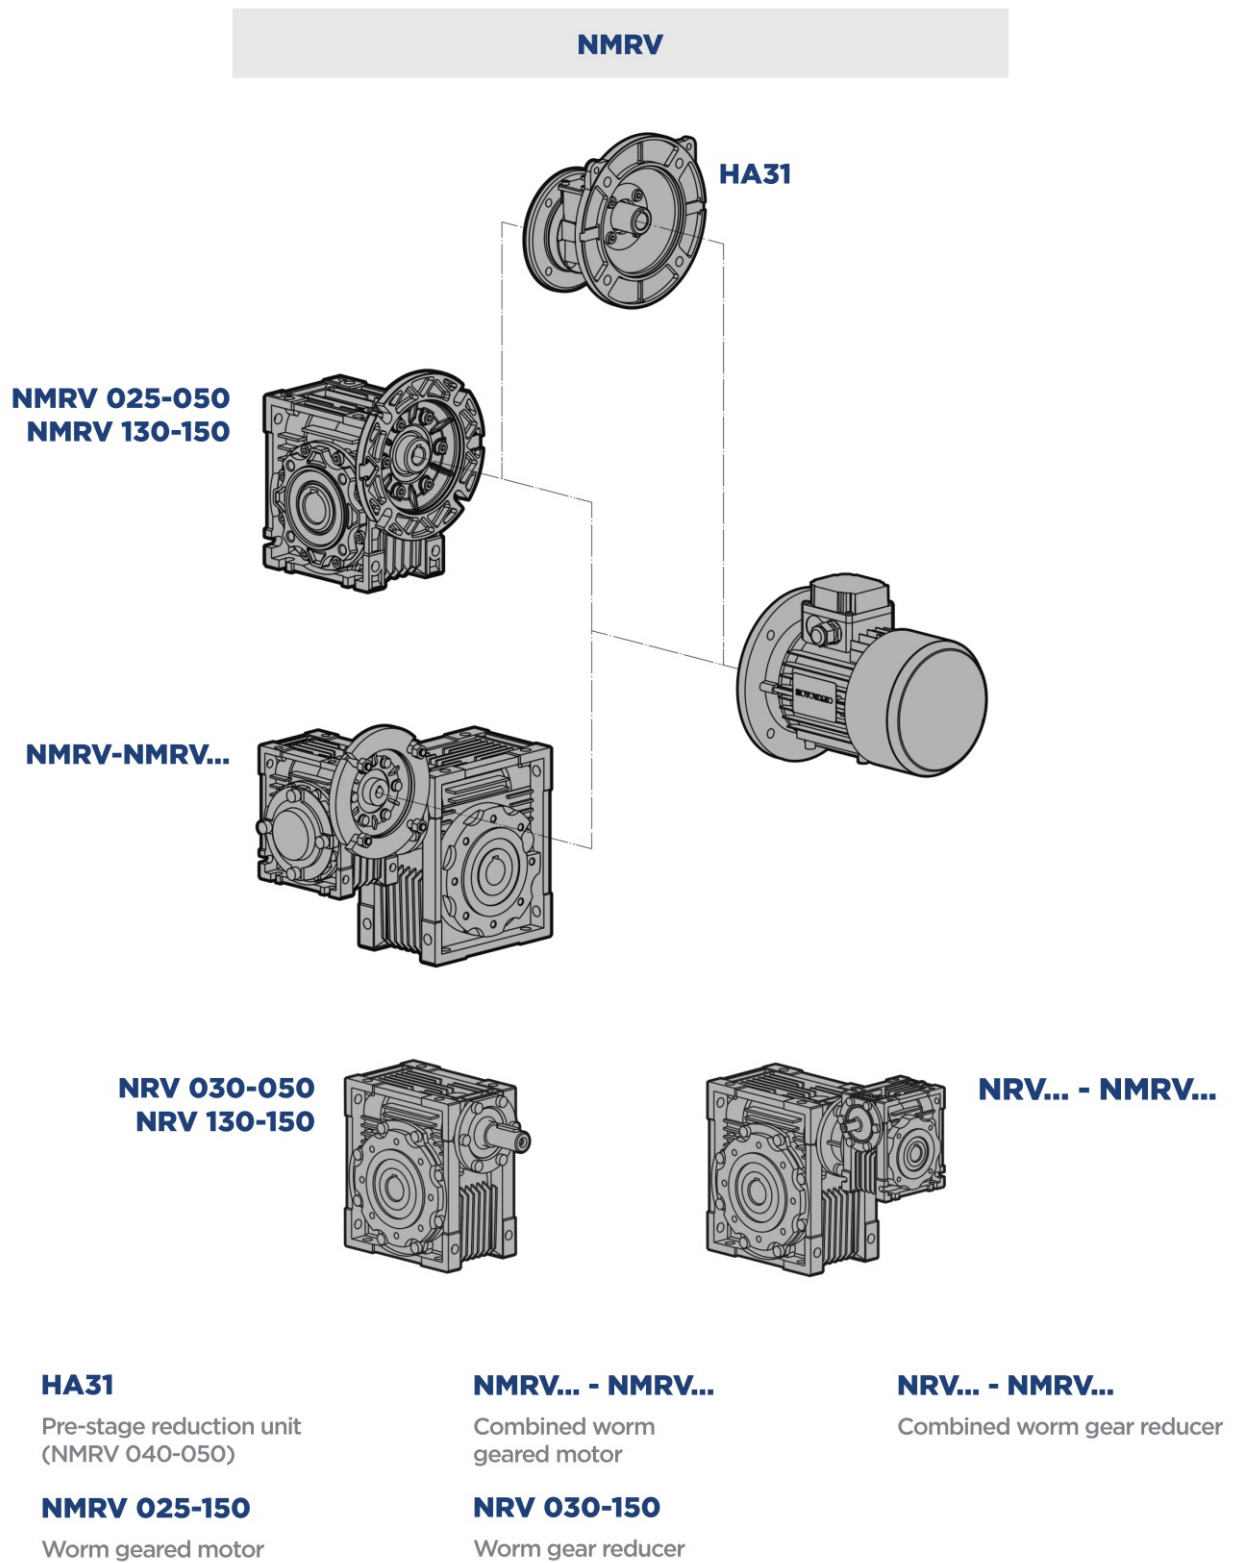 NMRV
HA31
NMRV 025-050
NMRV 130-150
NMRV-NMRV...
NRV 030-050
NRV 130-150
NRV... - NMRV...
HA31
Pre-stage reduction unit
(NMRV 040-050)
NMRV 025-150
Worm geared motor
NMRV... - NMRV...
Combined worm
geared motor
NRV 030-150
Worm gear reducer
NRV... - NMRV...
Combined worm gear reducer